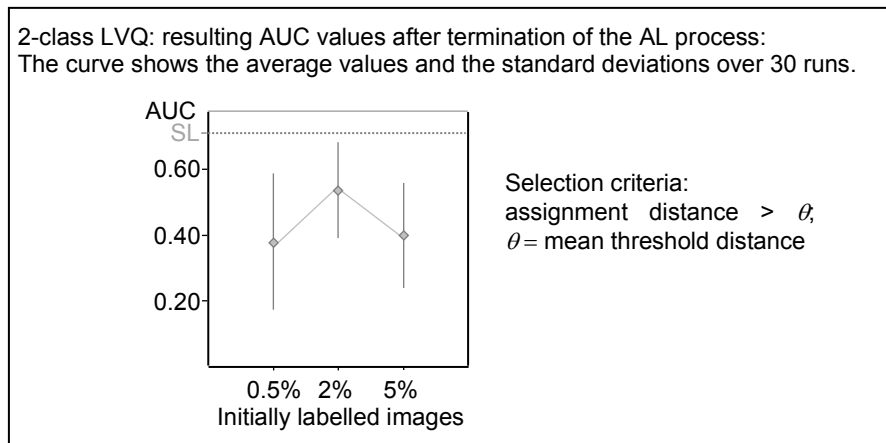 2-class LVQ: resulting AUC values after termination of the AL process:
The curve shows the average values and the standard deviations over 30 runs.
AUC
SL
0.60
0.40
0.20
0.5% 2% 5%
Initially labelled images
Selection criteria:
assignment distance > θ;
θ = mean threshold distance